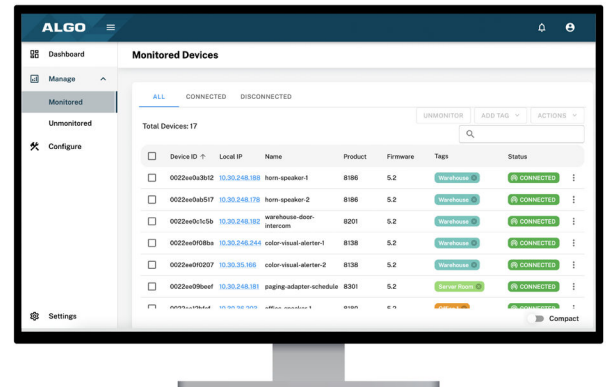 ALGO
Dashboard
Manage
Monitored
Unmonitored
Configure
Settings
Monitored Devices
ALL CONNECTED DISCONNECTED
UNMONITOR ADD TAG ACTIONS
Total Devices: 17
Device ID ↑ Local IP Name Product Firmware Tags Status
0022ee0a3b12 10.30.248.188 horn-speaker-1 8186 5.2 Warehouse CONNECTED
0022ee0ab517 10.30.248.178 horn-speaker-2 8186 5.2 Warehouse CONNECTED
0022ee0c1c5b 10.30.248.182 warehouse-door-intercom 8201 5.2 Warehouse CONNECTED
0022ee0f08ba 10.30.246.244 color-visual-alerter-1 8138 5.2 Warehouse CONNECTED
0022ee0f0207 10.30.35.166 color-visual-alerter-2 8138 5.2 Warehouse CONNECTED
0022ee09beef 10.30.248.181 paging-adapter-schedule 8301 5.2 Server Room CONNECTED
Compact